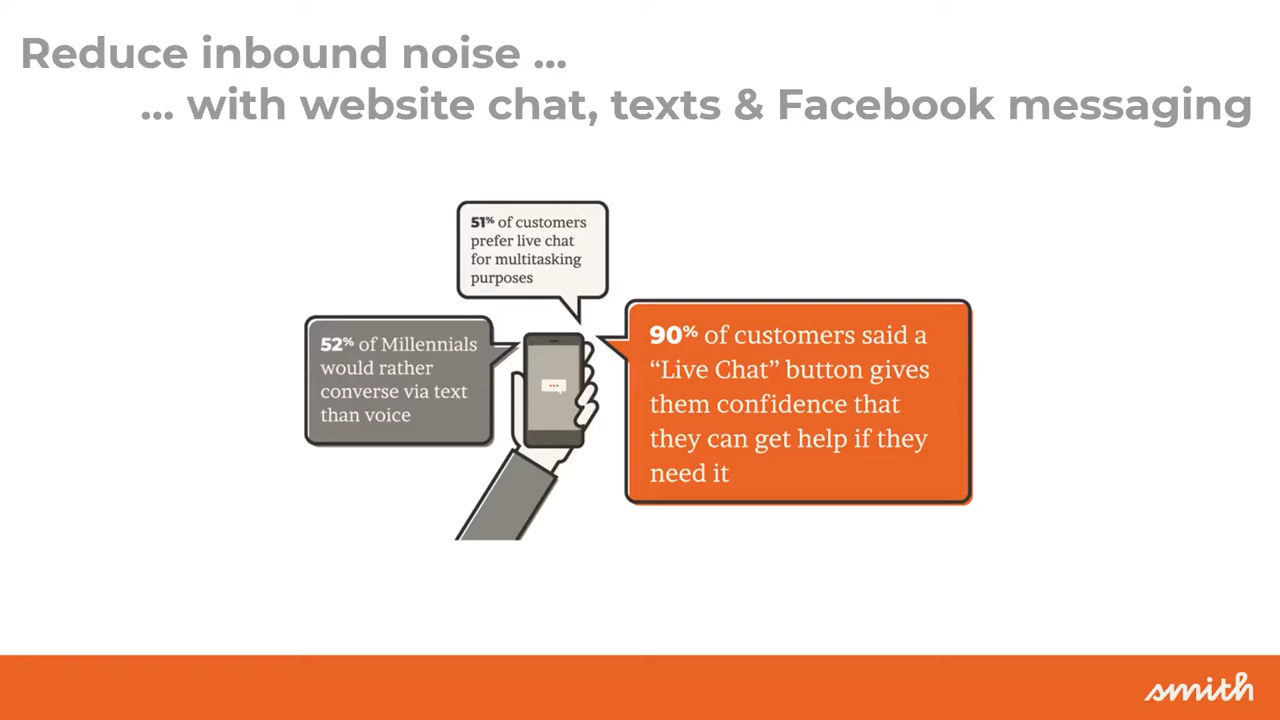 Reduce inbound noise ...
... with website chat, texts & Facebook messaging
51% of customers
prefer live chat
for multitasking
purposes
52% of Millennials
would rather
converse via text
than voice
90% of customers said a
“Live Chat” button gives
them confidence that
they can get help if they
need it
smith